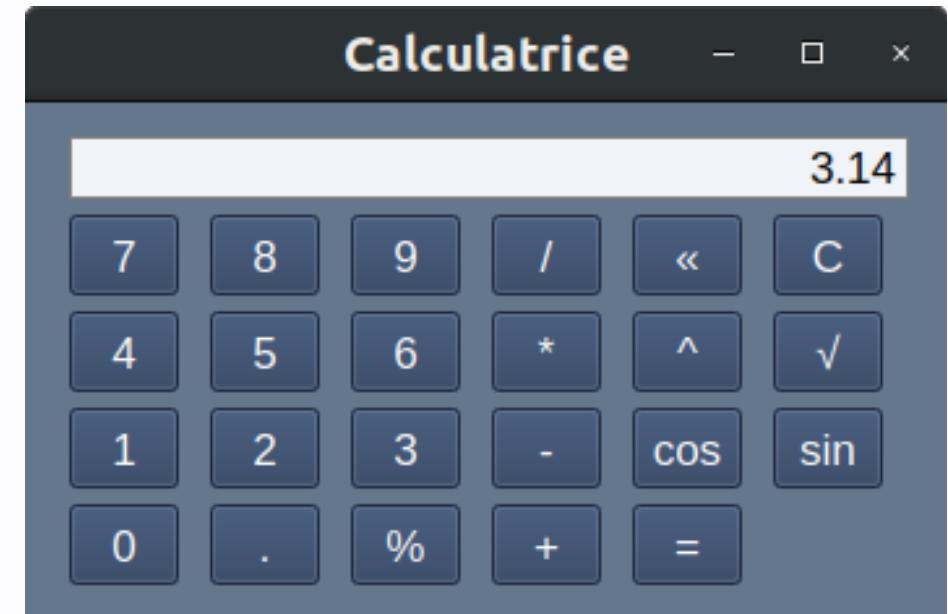 Calculatrice
3.14
7 8 9 / « C
4 5 6 * ^ √
1 2 3 - cos sin
0 . % + =